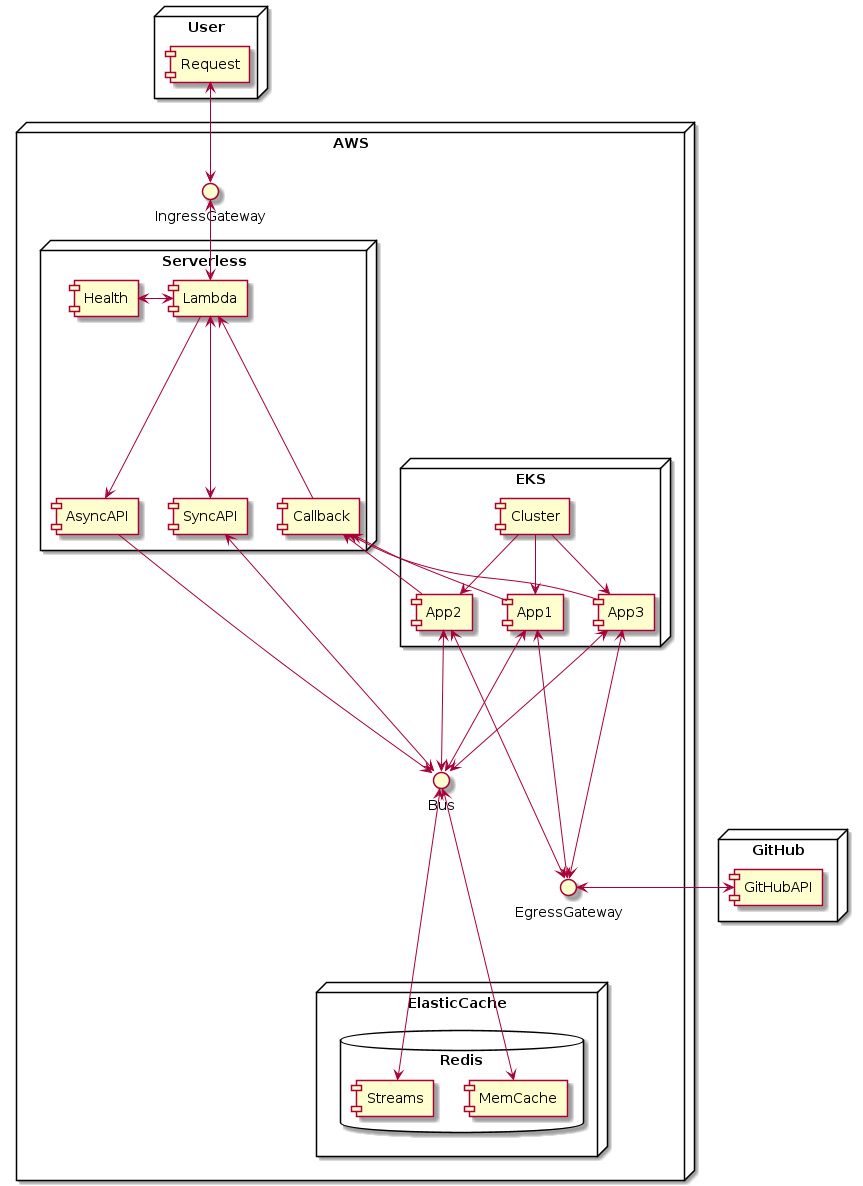 User
Request
AWS
IngressGateway
Serverless
Health
Lambda
EKS
AsyncAPI
SyncAPI
Callback
Cluster
App2
App1
App3
Bus
GitHub
GitHubAPI
EgressGateway
ElasticCache
Redis
Streams
MemCache